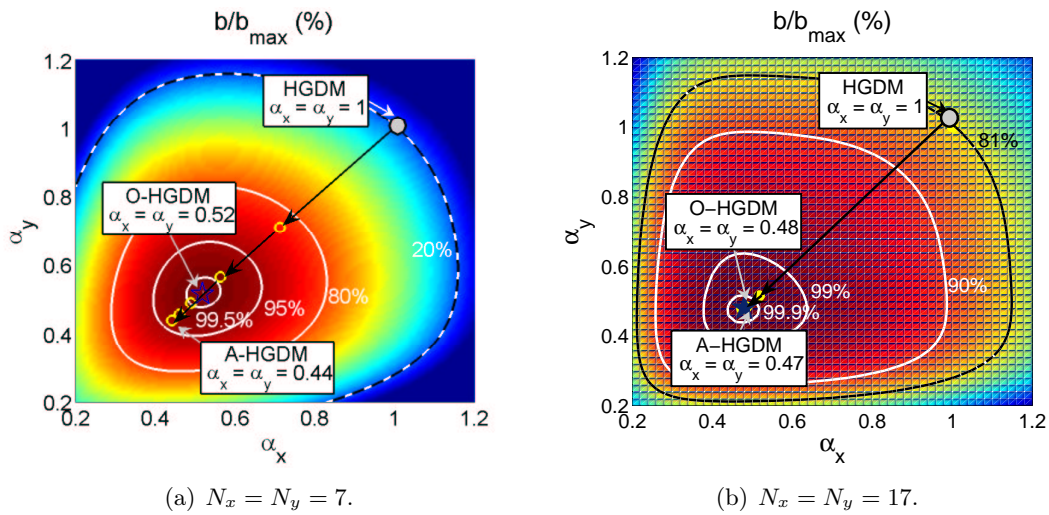 b/b_max (%)
1.2
1
0.8
0.6
0.4
0.2
α_y
HGDM
α_x = α_y = 1
O-HGDM
α_x = α_y = 0.52
20%
80%
95%
99.5%
A-HGDM
α_x = α_y = 0.44
0.2 0.4 0.6 0.8 1 1.2
α_x
(a) N_x = N_y = 7.
b/b_max (%)
1.2
1
0.8
0.6
0.4
0.2
α_y
HGDM
α_x = α_y = 1
81%
O−HGDM
α_x = α_y = 0.48
99%
90%
99.9%
A−HGDM
α_x = α_y = 0.47
0.2 0.4 0.6 0.8 1 1.2
α_x
(b) N_x = N_y = 17.